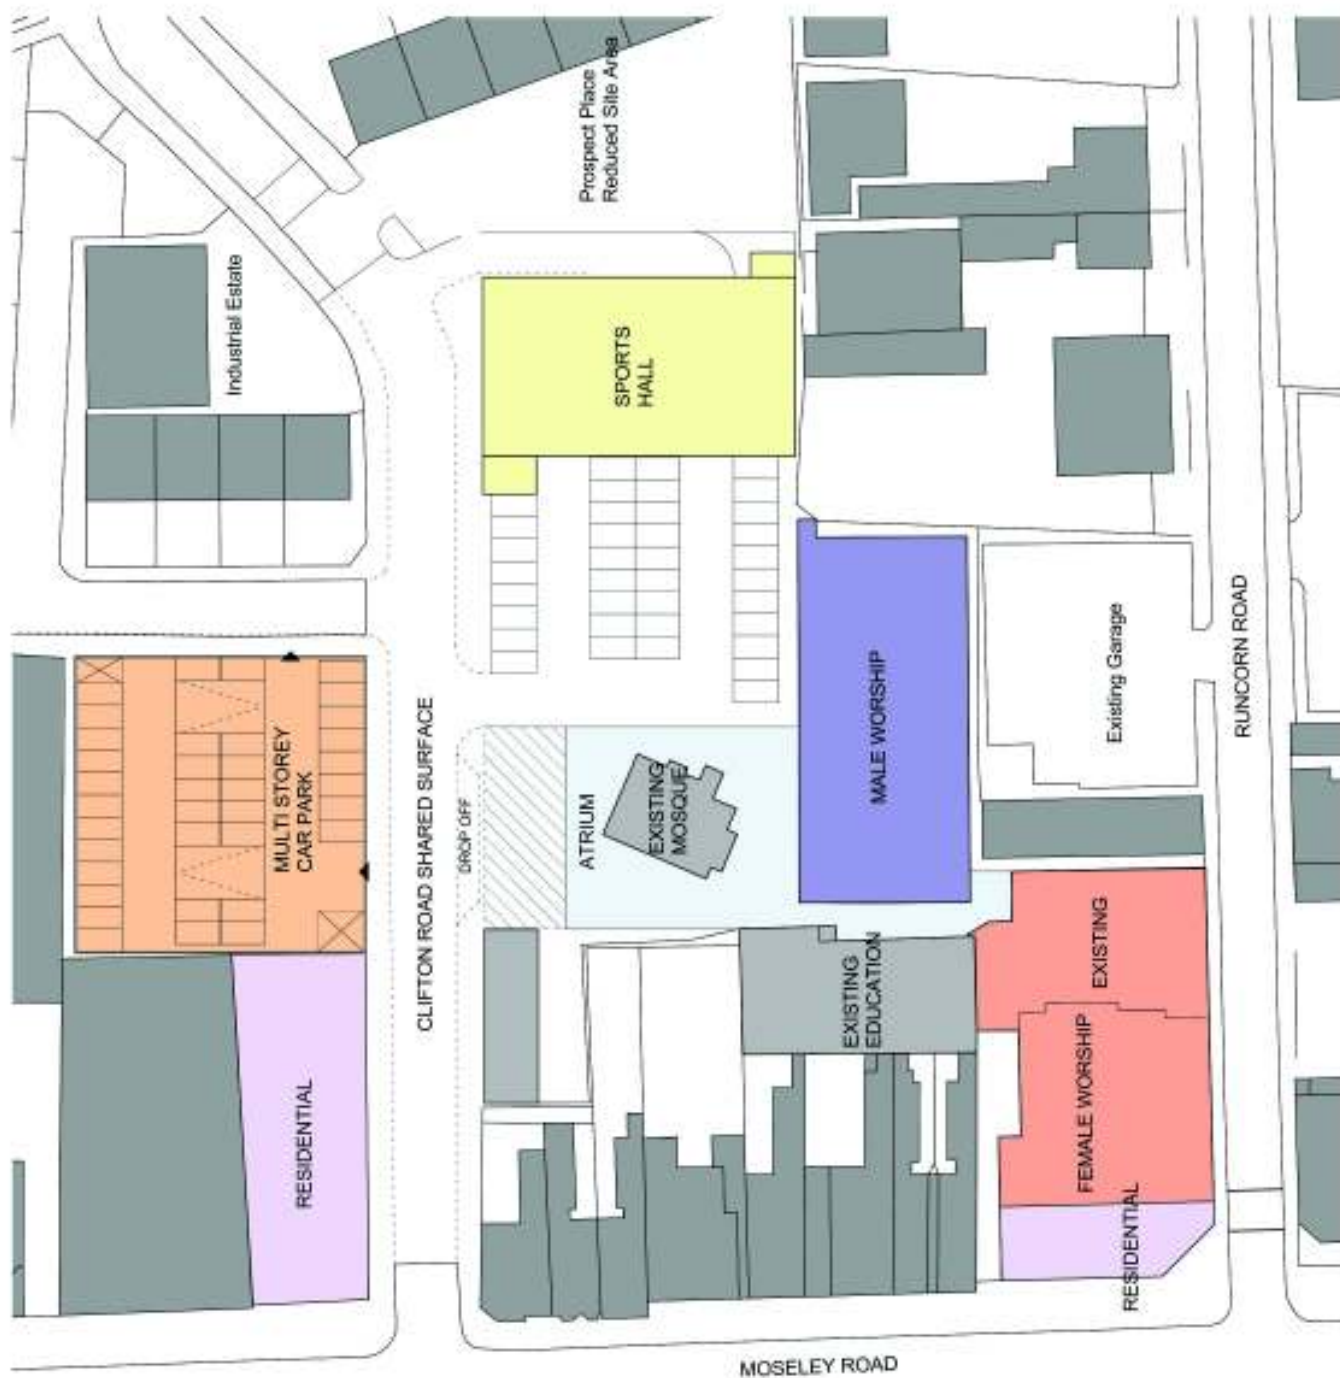 Prospect Place
Reduced Site Area
Industrial Estate
SPORTS
HALL
MULTI STOREY
CAR PARK
CLIFTON ROAD SHARED SURFACE
DROP OFF
ATRIUM
EXISTING
MOSQUE
MALE WORSHIP
Existing Garage
RUNCORN ROAD
RESIDENTIAL
EXISTING
EDUCATION
EXISTING
FEMALE WORSHIP
RESIDENTIAL
MOSELEY ROAD